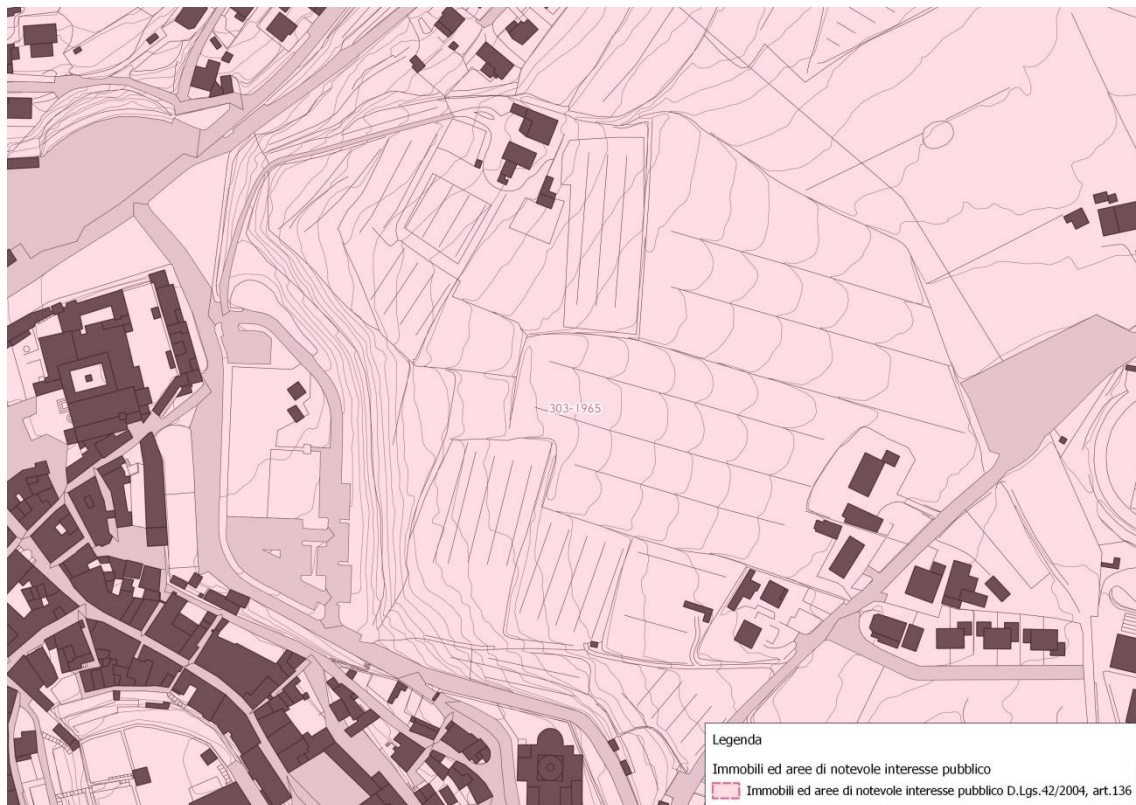 303-1965
Legenda
Immobili ed aree di notevole interesse pubblico
Immobili ed aree di notevole interesse pubblico D.Lgs.42/2004, art.136